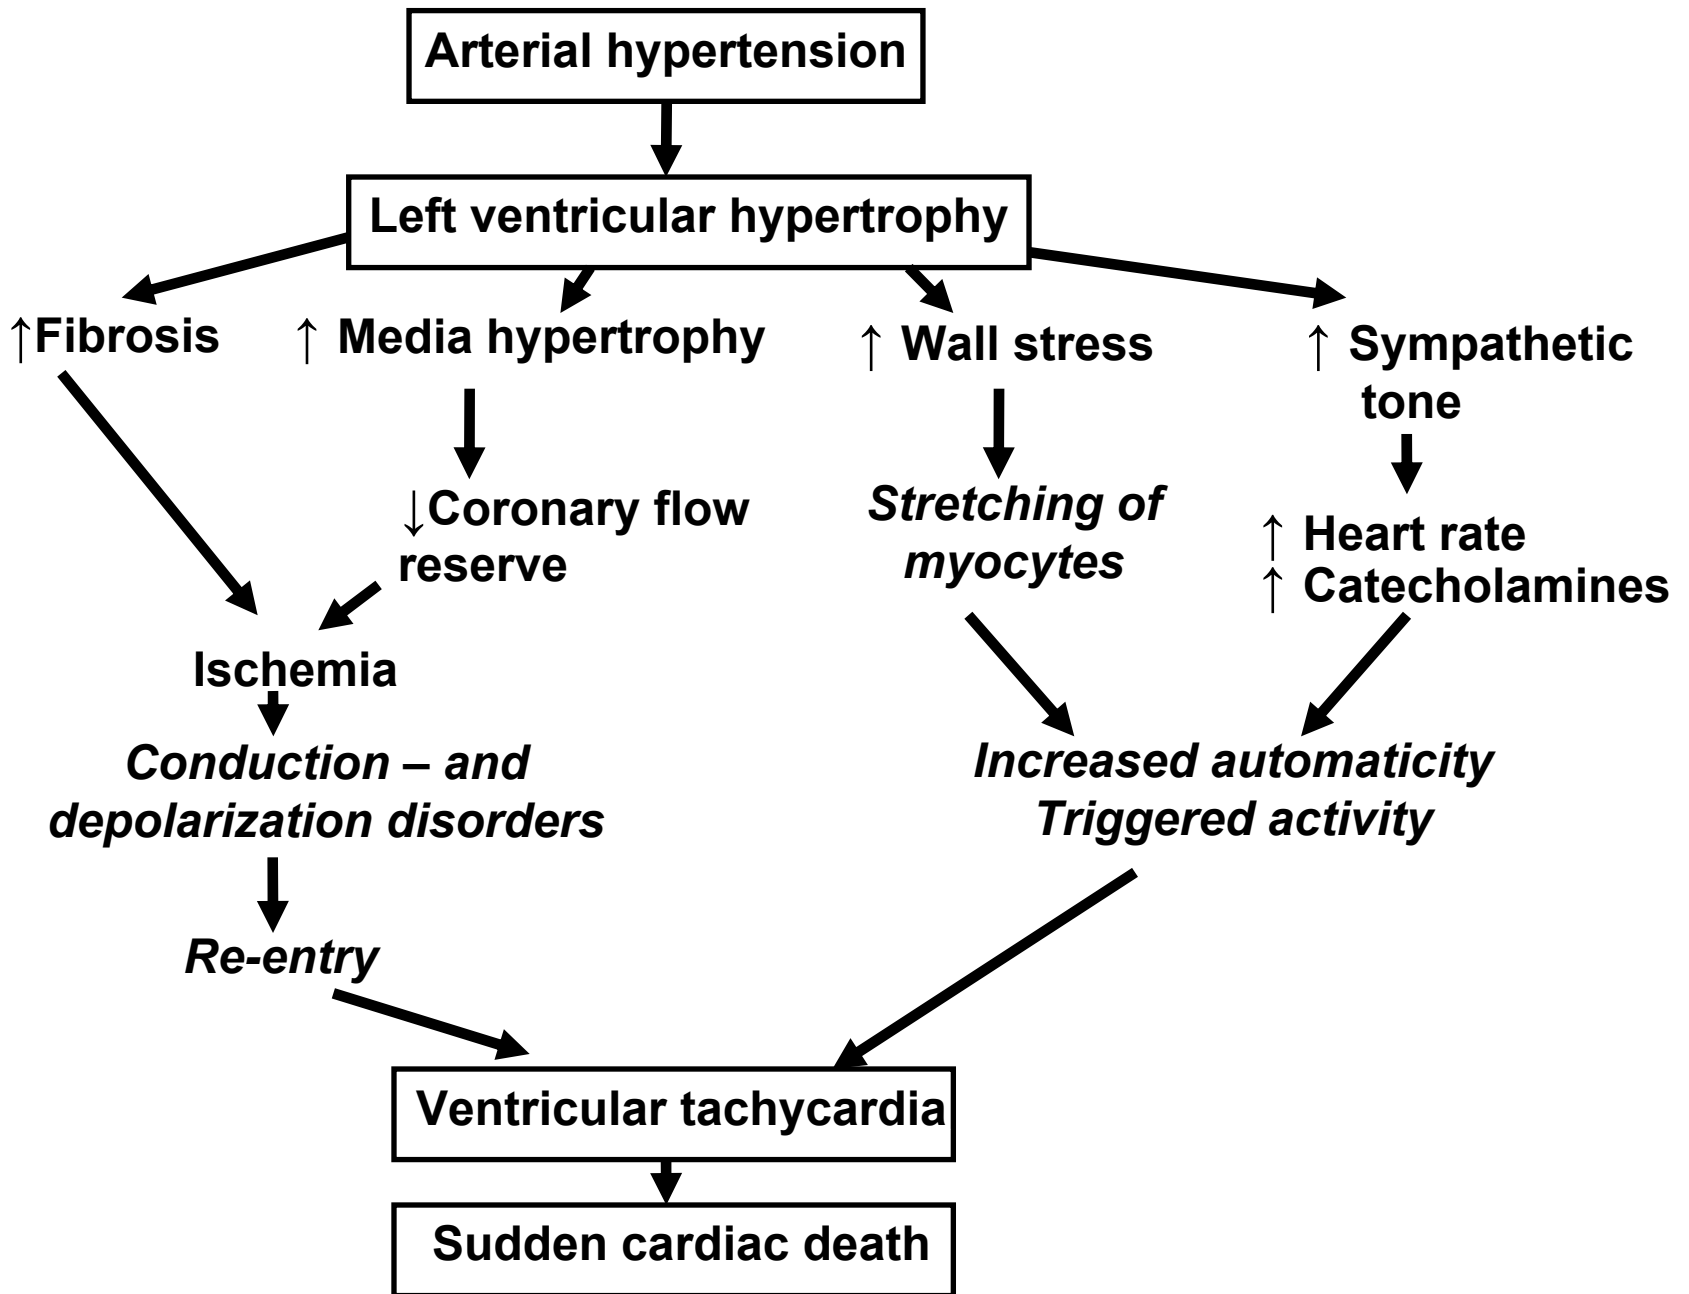 Arterial hypertension
Left ventricular hypertrophy
↑Fibrosis
↑ Media hypertrophy
↑ Wall stress
↑ Sympathetic
tone
↓Coronary flow
reserve
Stretching of
myocytes
↑ Heart rate
↑ Catecholamines
Ischemia
Conduction – and
depolarization disorders
Increased automaticity
Triggered activity
Re-entry
Ventricular tachycardia
Sudden cardiac death